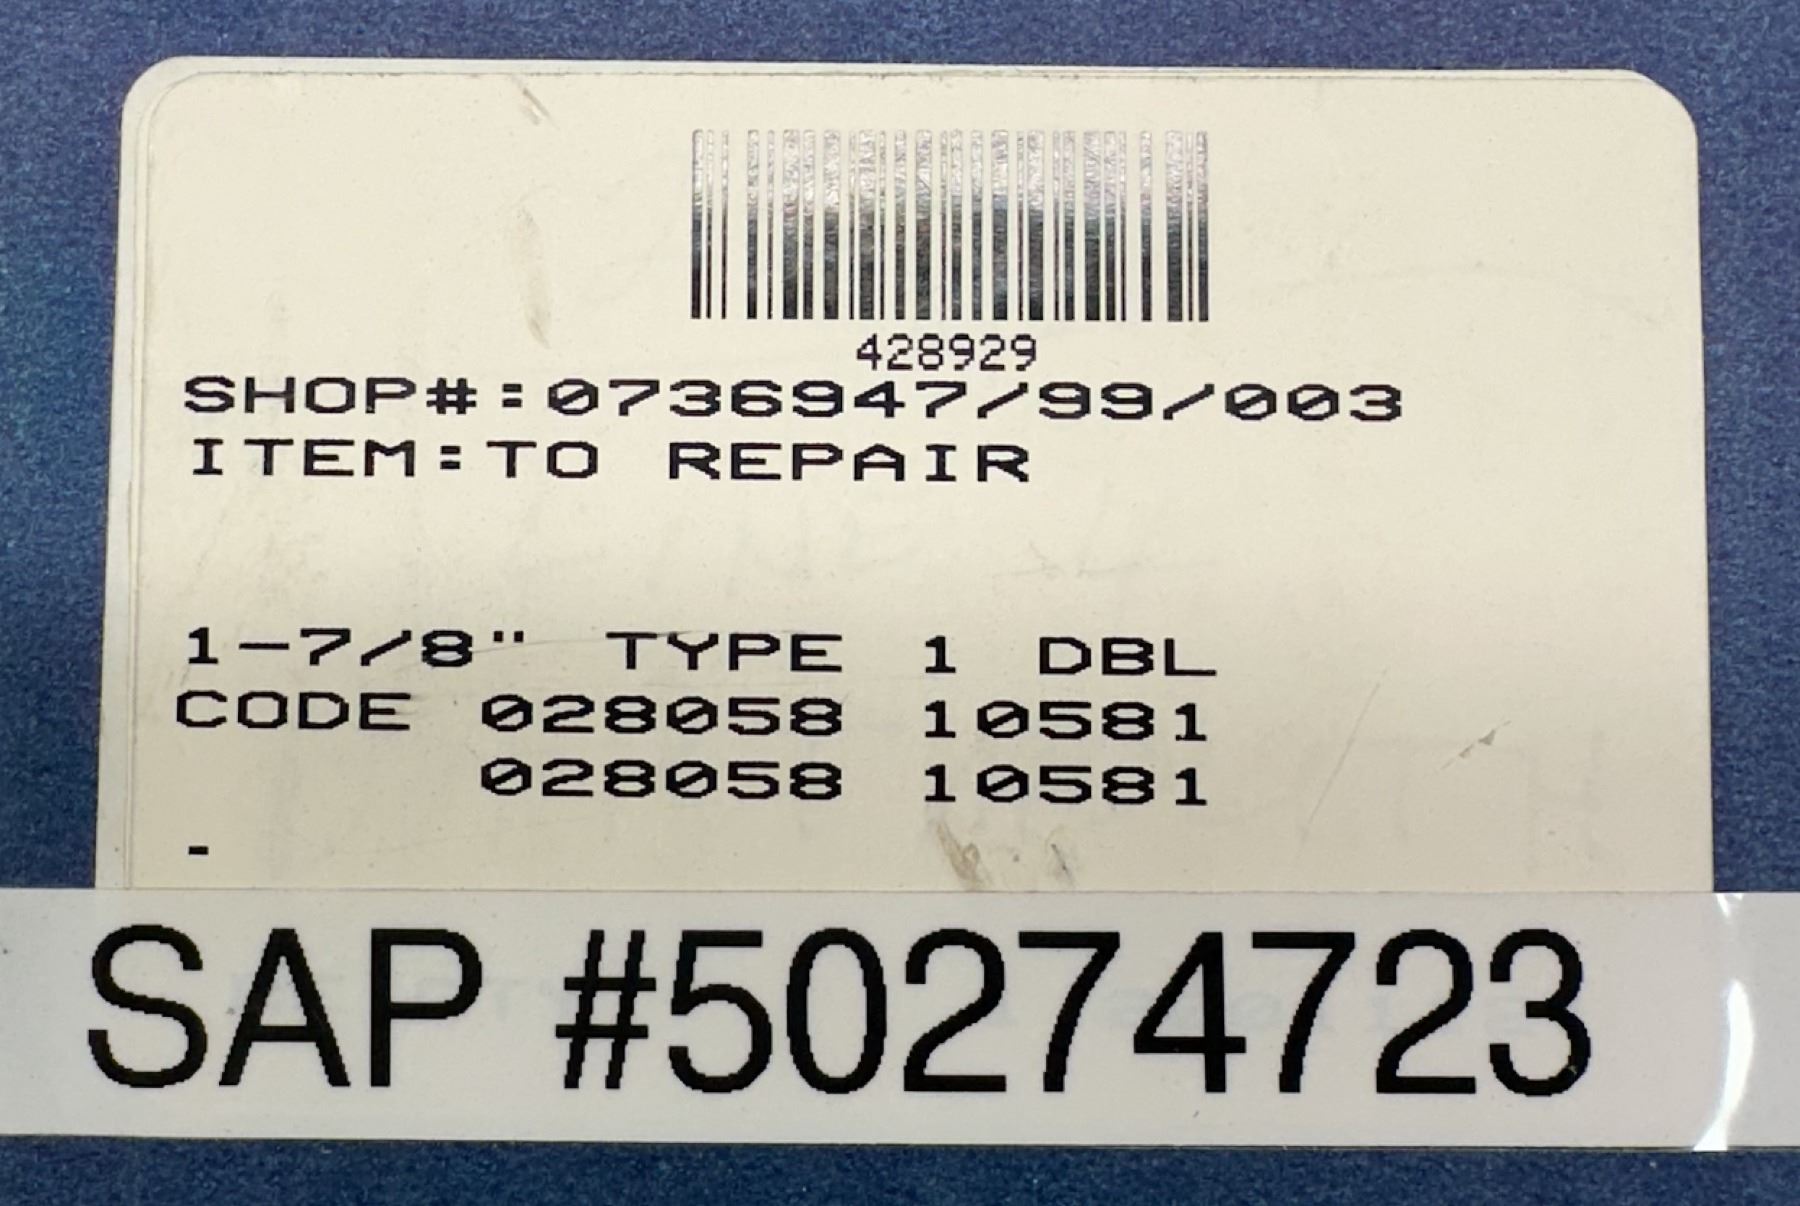 428929
SHOP#:0736947/99/003
ITEM:TO REPAIR
1-7/8" TYPE 1 DBL
CODE 028058 10581
028058 10581
-
SAP #50274723